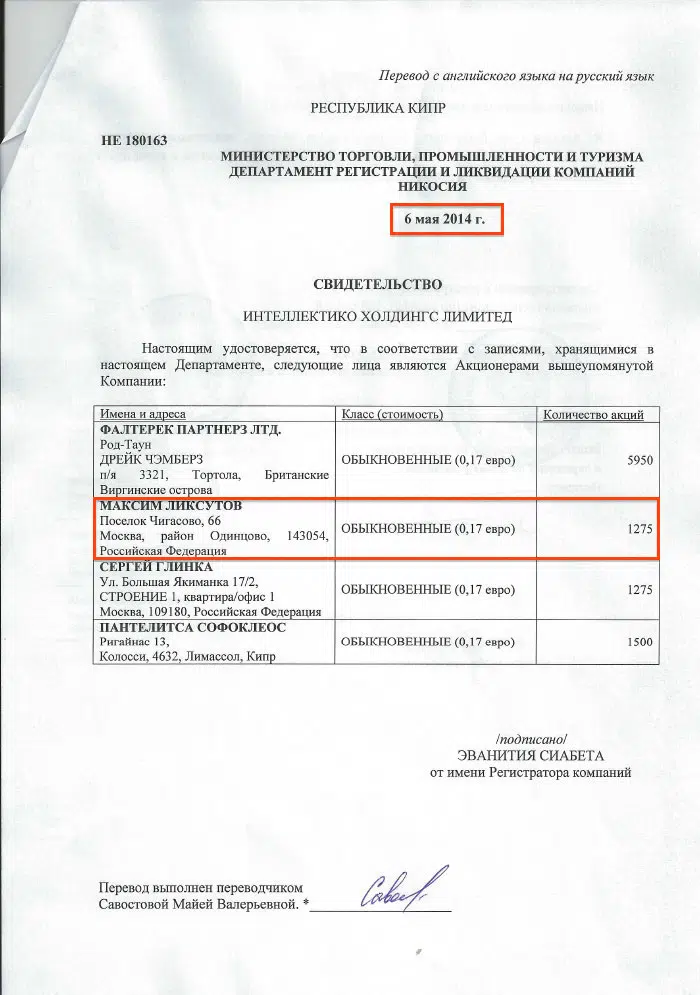 Перевод с английского языка на русский язык
РЕСПУБЛИКА КИПР
НЕ 180163
МИНИСТЕРСТВО ТОРГОВЛИ, ПРОМЫШЛЕННОСТИ И ТУРИЗМА
ДЕПАРТАМЕНТ РЕГИСТРАЦИИ И ЛИКВИДАЦИИ КОМПАНИЙ
НИКОСИЯ
6 мая 2014 г.
СВИДЕТЕЛЬСТВО
ИНТЕЛЛЕКТИКО ХОЛДИНГС ЛИМИТЕД
Настоящим удостоверяется, что в соответствии с записями, хранящимися в
настоящем Департаменте, следующие лица являются Акционерами вышеупомянутой
Компании:
Имена и адреса Класс (стоимость) Количество акций
ФАЛТЕРЕК ПАРТНЕРЗ ЛТД.
Род-Таун
ДРЕЙК ЧЭМБЕРЗ ОБЫКНОВЕННЫЕ (0,17 евро) 5950
п/я 3321, Тортола, Британские
Виргинские острова
МАКСИМ ЛИКСУТОВ
Поселок Чигасово, 66 ОБЫКНОВЕННЫЕ (0,17 евро) 1275
Москва, район Одинцово, 143054,
Российская Федерация
СЕРГЕЙ ГЛИНКА
Ул. Большая Якиманка 17/2, ОБЫКНОВЕННЫЕ (0,17 евро) 1275
СТРОЕНИЕ 1, квартира/офис 1
Москва, 109180, Российская Федерация
ПАНТЕЛИТСА СОФОКЛЕОС
Ригайнас 13, ОБЫКНОВЕННЫЕ (0,17 евро) 1500
Колосси, 4632, Лимассол, Кипр
/подписано/
ЭВАНИТИЯ СИАБЕТА
от имени Регистратора компаний
Перевод выполнен переводчиком
Савостовой Майей Валерьевной. *